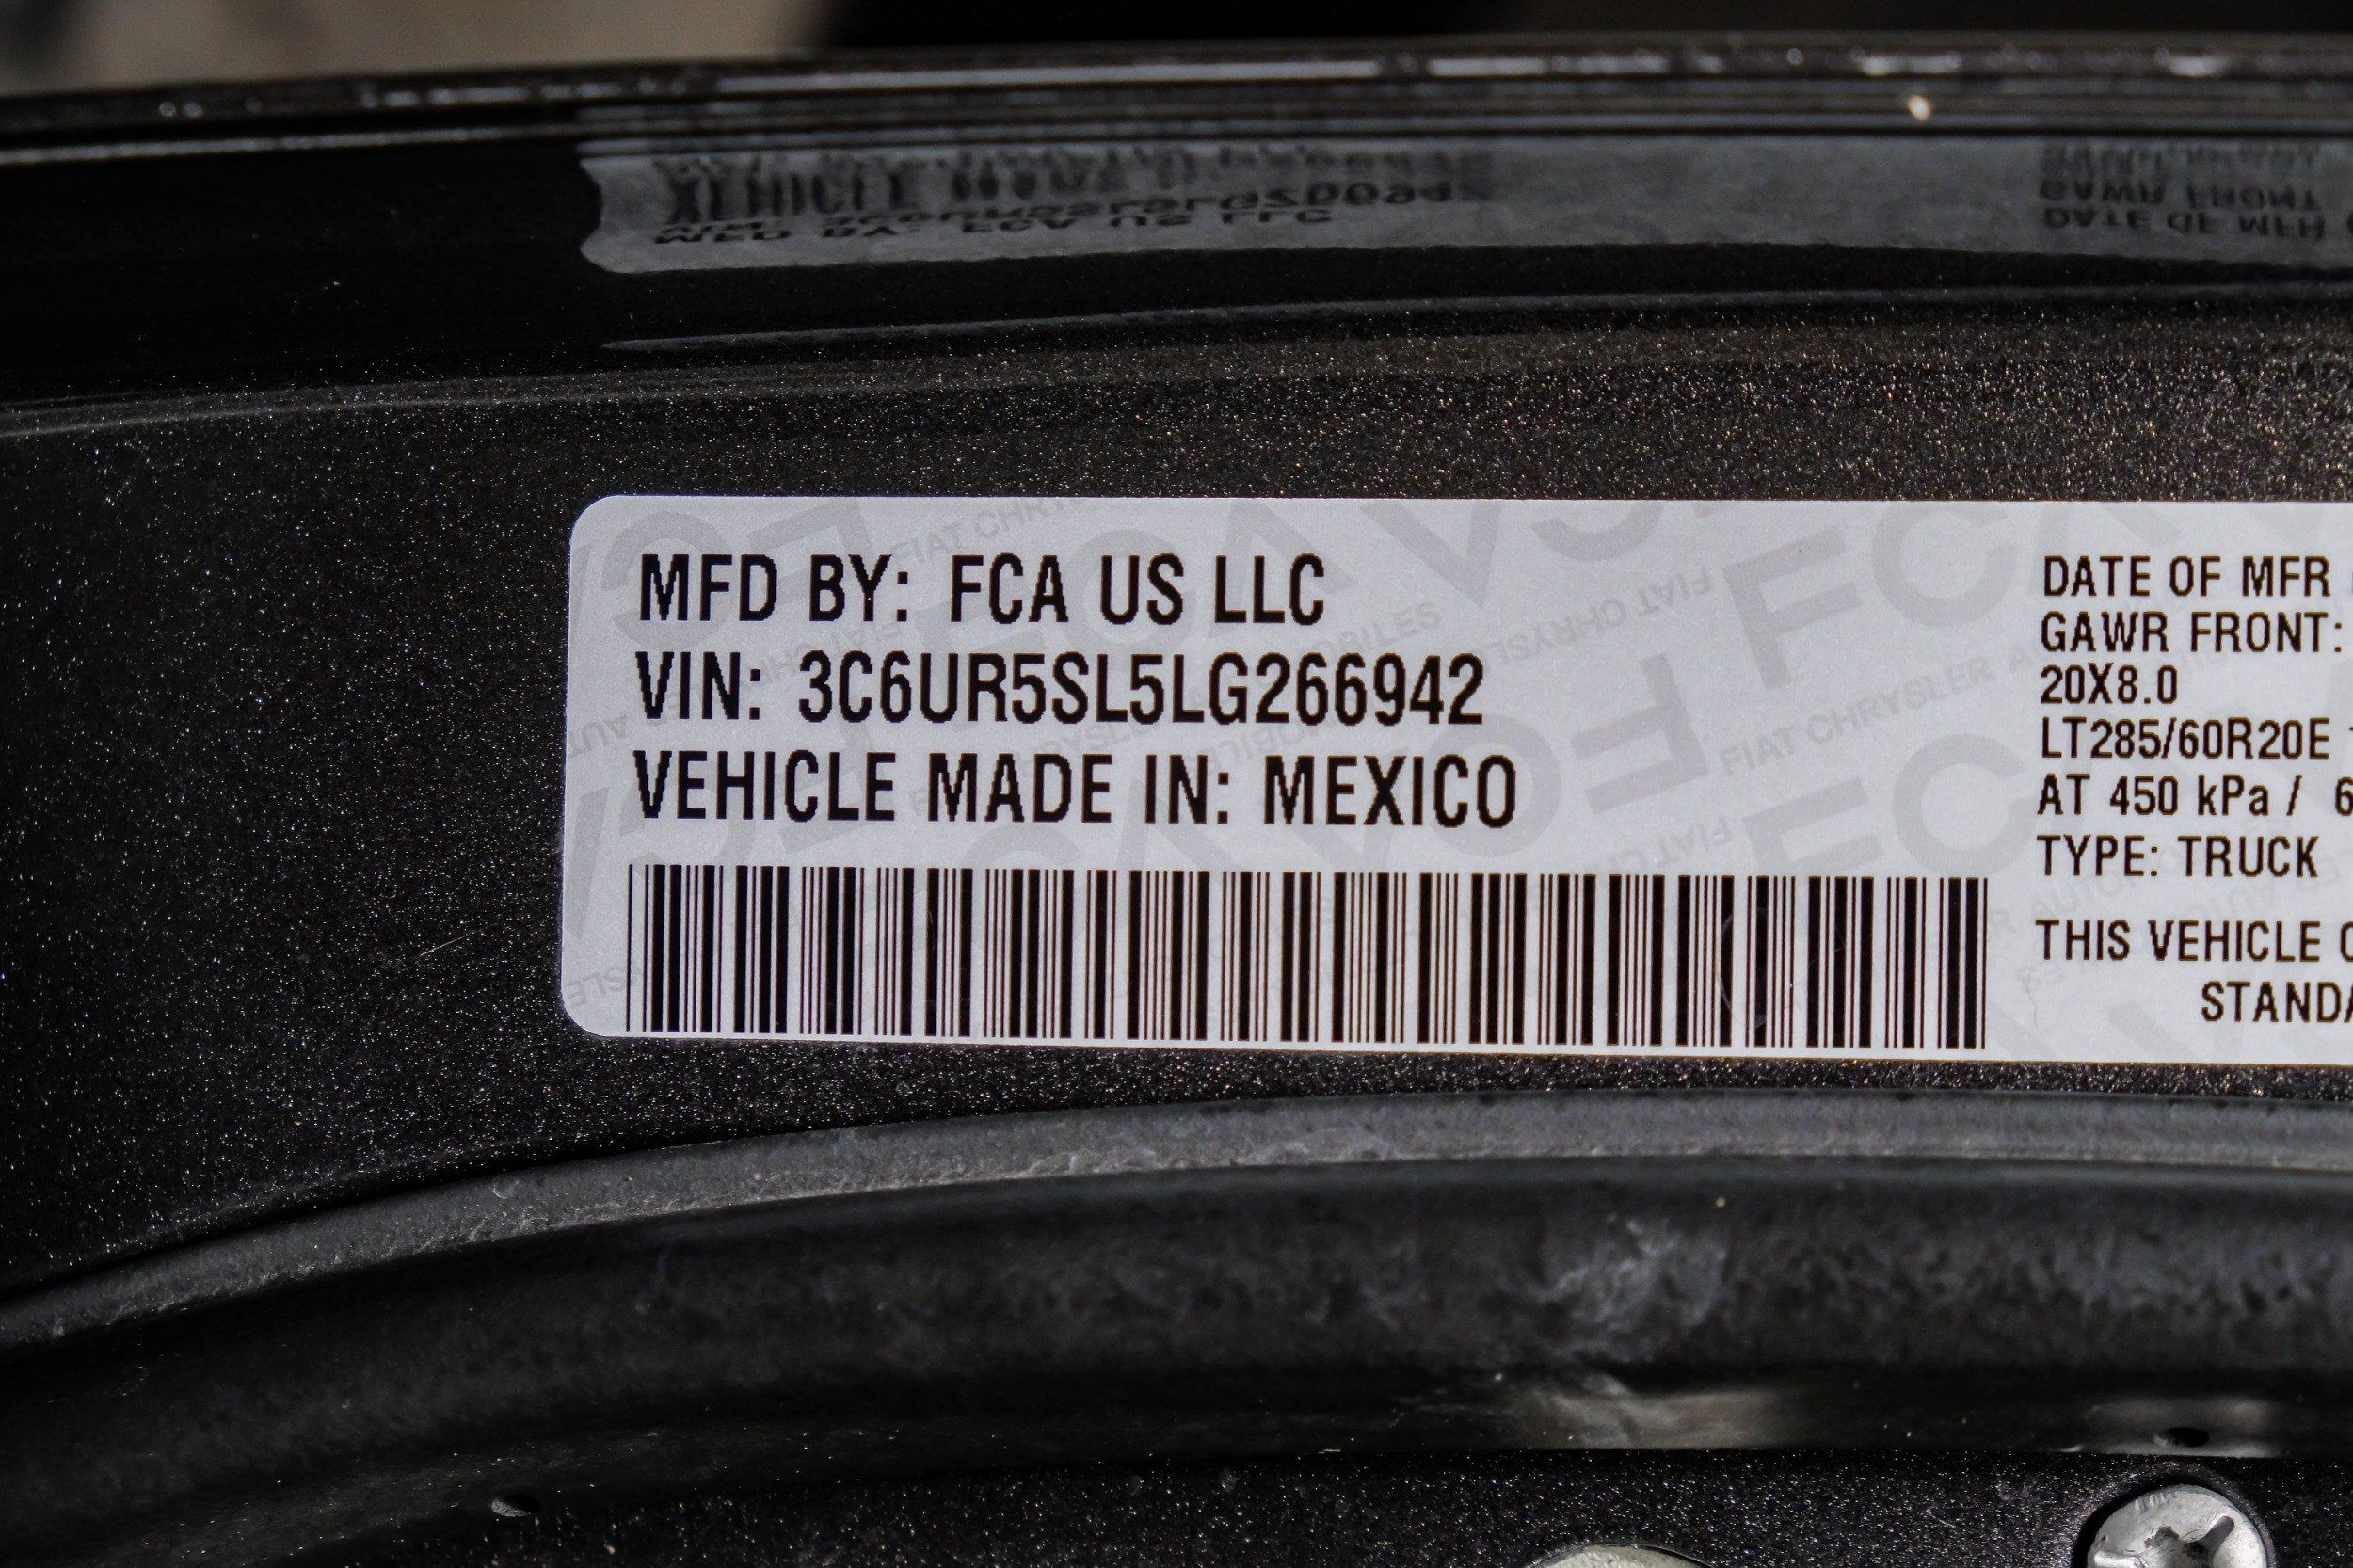 MFD BY: FCA US LLC
VIN: 3C6UR5SL5LG266942
VEHICLE MADE IN: MEXICO
DATE OF MFR
GAWR FRONT:
20X8.0
LT285/60R20E
AT 450 kPa / 6
TYPE: TRUCK
THIS VEHICLE
STANDA